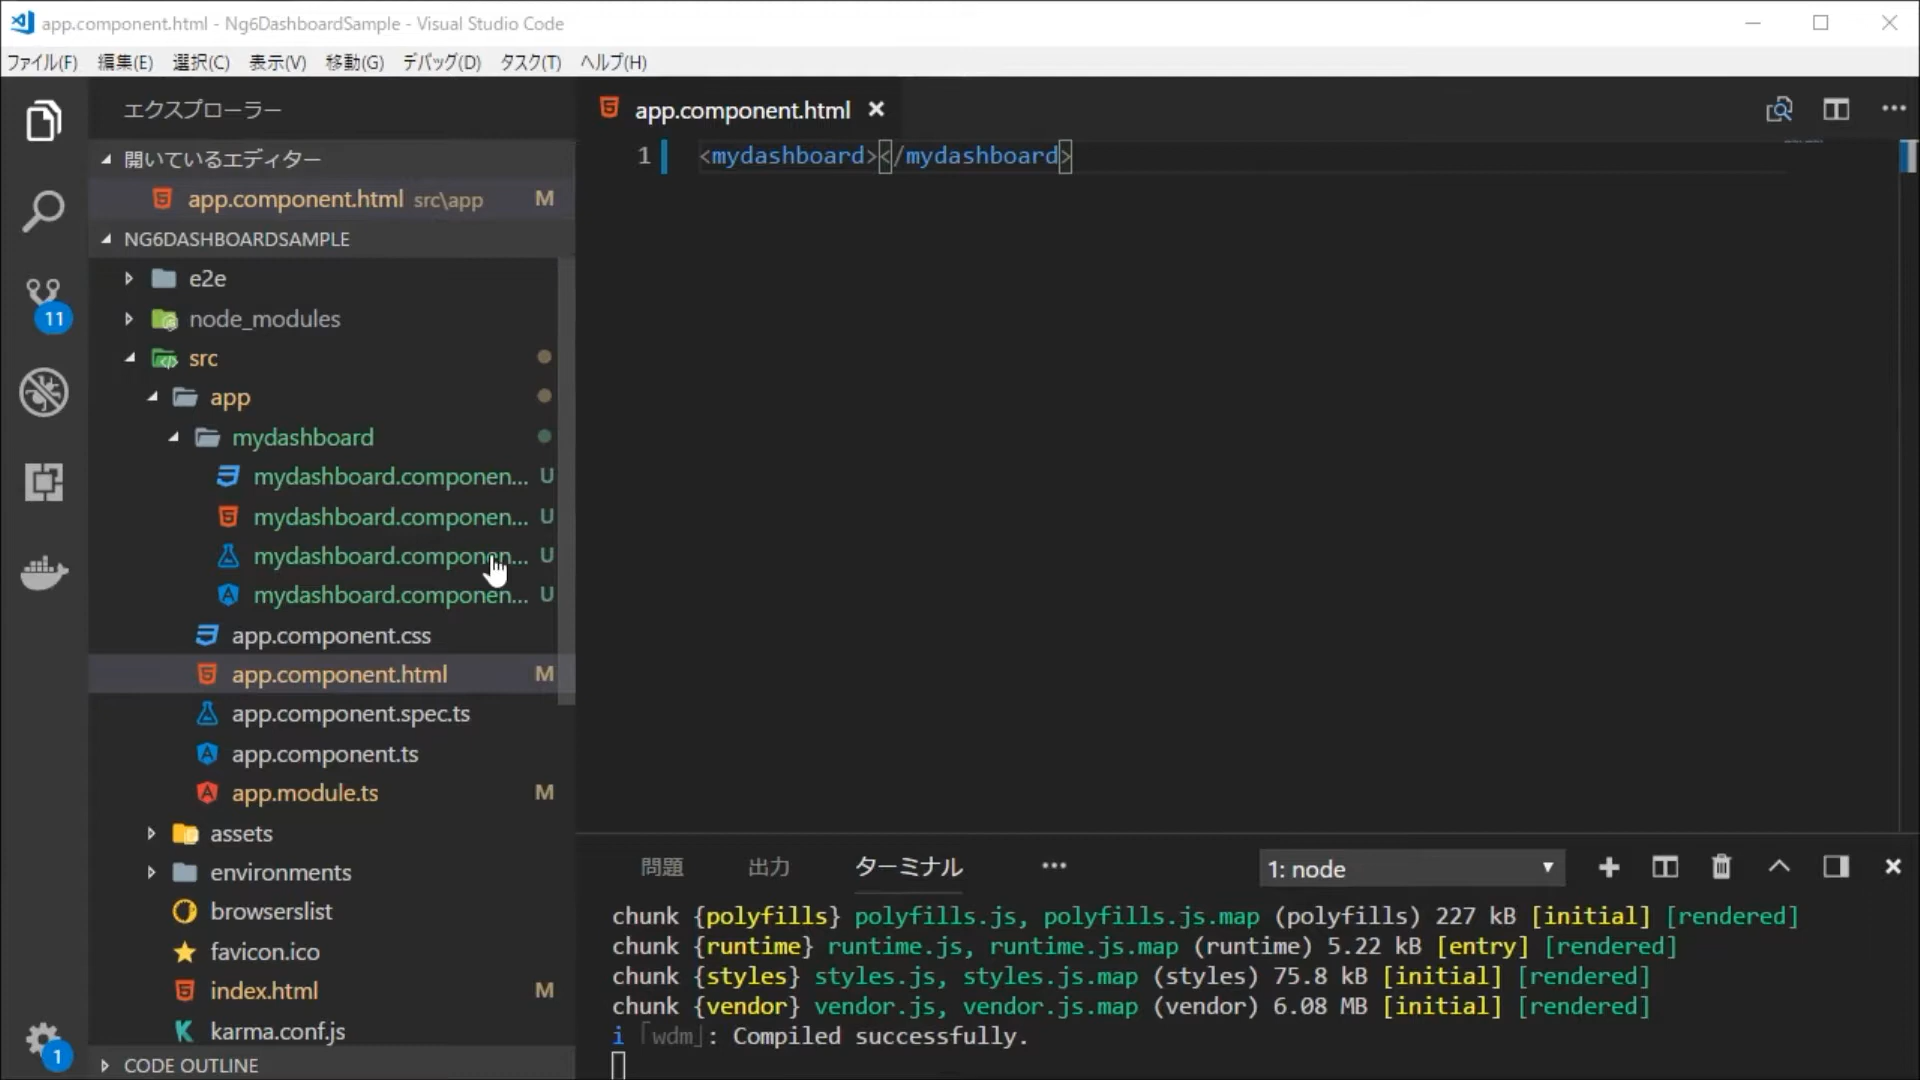 app.component.html - Ng6DashboardSample - Visual Studio Code
ファイル(F) 編集(E) 選択(C) 表示(V) 移動(G) デバッグ(D) タスク(T) ヘルプ(H)
エクスプローラー
開いているエディター
app.component.html src\app M
NG6DASHBOARDSAMPLE
e2e
node_modules
src
app
mydashboard
mydashboard.componen... U
mydashboard.componen... U
mydashboard.componen... U
mydashboard.componen... U
app.component.css
app.component.html M
app.component.spec.ts
app.component.ts
app.module.ts M
assets
environments
browserslist
favicon.ico
index.html M
karma.conf.js
CODE OUTLINE
11
1
app.component.html
1 <mydashboard></mydashboard>
問題 出力 ターミナル ... 1: node
chunk {polyfills} polyfills.js, polyfills.js.map (polyfills) 227 kB [initial] [rendered]
chunk {runtime} runtime.js, runtime.js.map (runtime) 5.22 kB [entry] [rendered]
chunk {styles} styles.js, styles.js.map (styles) 75.8 kB [initial] [rendered]
chunk {vendor} vendor.js, vendor.js.map (vendor) 6.08 MB [initial] [rendered]
i ｢wdm｣: Compiled successfully.